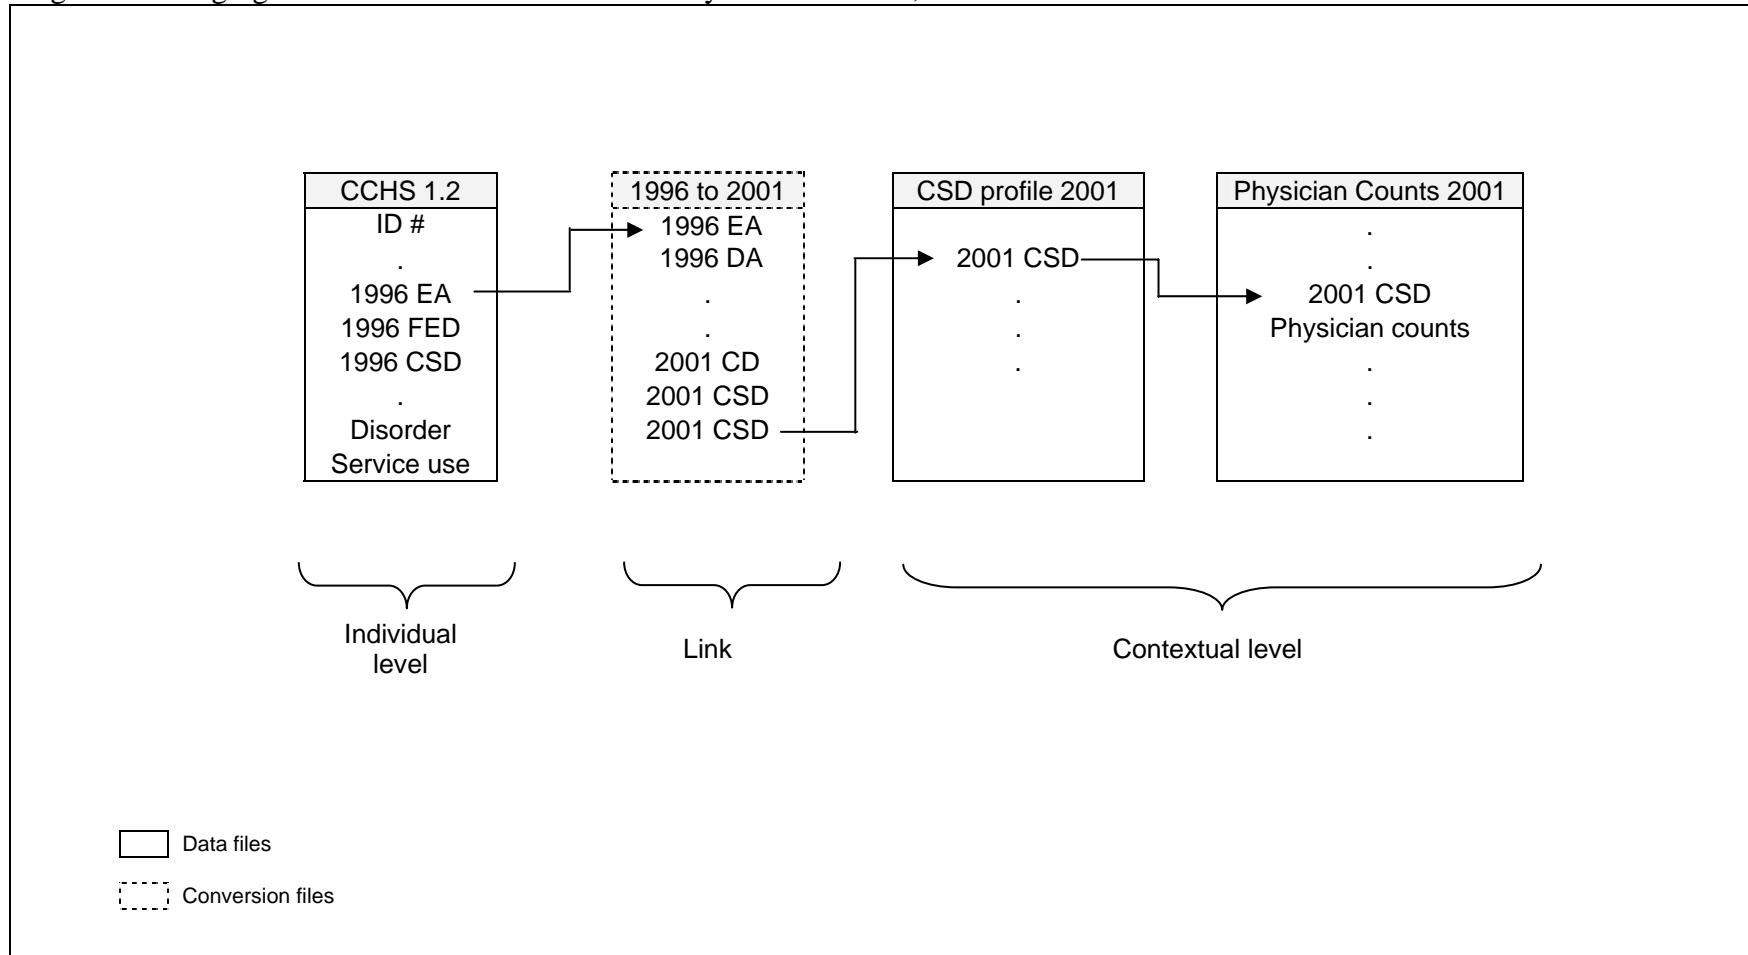 CCHS 1.2
ID #
.
1996 EA
1996 FED
1996 CSD
.
Disorder
Service use
1996 to 2001
1996 EA
1996 DA
.
.
2001 CD
2001 CSD
2001 CSD
CSD profile 2001
2001 CSD
.
.
.
Physician Counts 2001
.
.
2001 CSD
Physician counts
.
.
.
Individual
level
Link
Contextual level
Data files
Conversion files